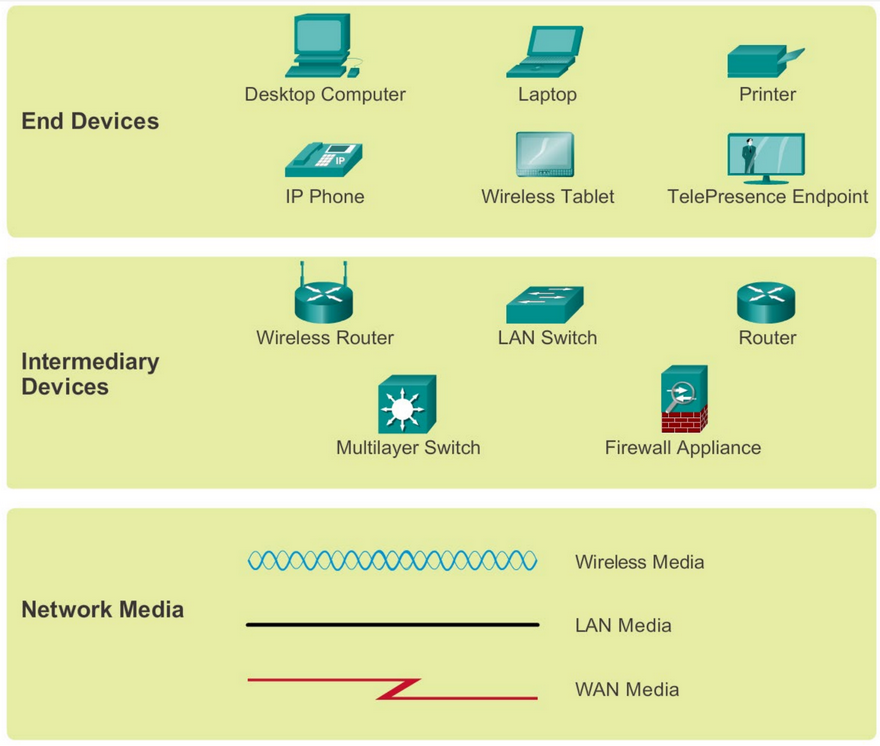 End Devices
Desktop Computer
Laptop
Printer
IP
IP Phone
Wireless Tablet
TelePresence Endpoint
Intermediary
Devices
Wireless Router
LAN Switch
Router
Multilayer Switch
Firewall Appliance
Network Media
Wireless Media
LAN Media
WAN Media